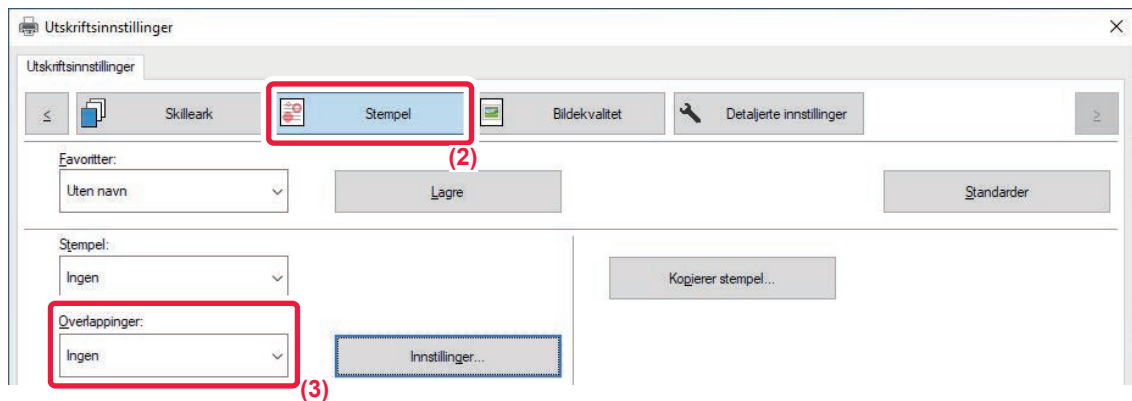 Utskriftsinnstillinger
Utskriftsinnstillinger
≤ Skilleark Stempel Bildekvalitet Detaljerte innstillinger ≥
(2)
Favoritter:
Uten navn Lagre Standarder
Stempel:
Ingen Kopierer stempel...
Overlappinger:
Ingen Innstillinger...
(3)